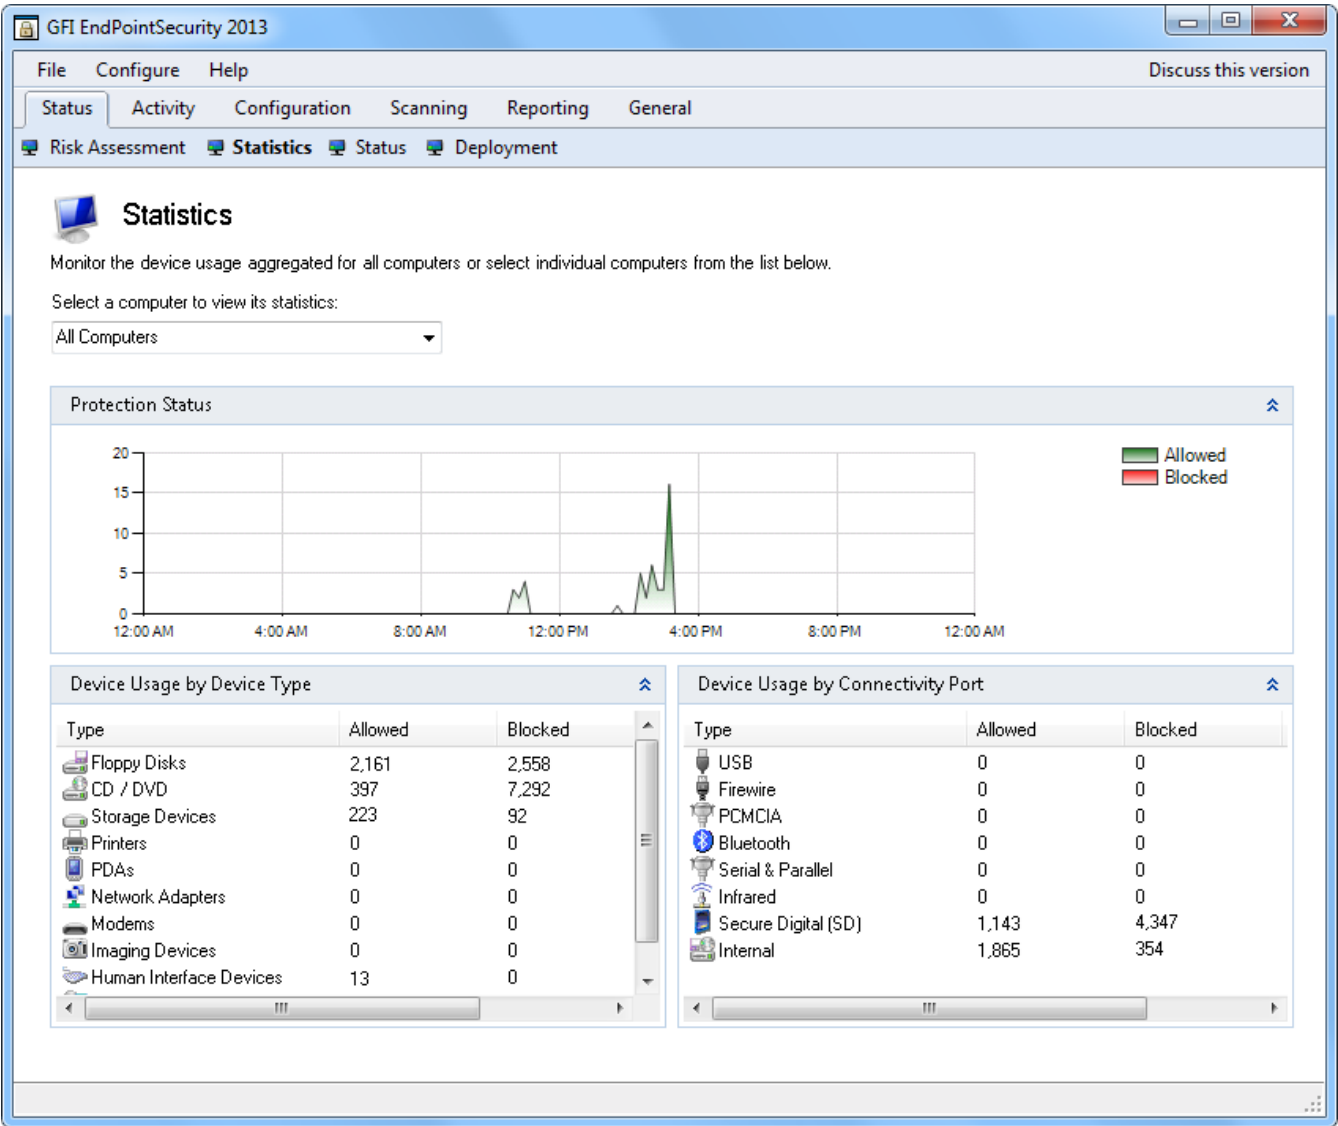 GFI EndPointSecurity 2013
File Configure Help Discuss this version
Status Activity Configuration Scanning Reporting General
Risk Assessment Statistics Status Deployment
Statistics
Monitor the device usage aggregated for all computers or select individual computers from the list below.
Select a computer to view its statistics:
All Computers
Protection Status
20
15
10
5
0
12:00 AM 4:00 AM 8:00 AM 12:00 PM 4:00 PM 8:00 PM 12:00 AM
Allowed
Blocked
Device Usage by Device Type
Type Allowed Blocked
Floppy Disks 2,161 2,558
CD / DVD 397 7,292
Storage Devices 223 92
Printers 0 0
PDAs 0 0
Network Adapters 0 0
Modems 0 0
Imaging Devices 0 0
Human Interface Devices 13 0
Device Usage by Connectivity Port
Type Allowed Blocked
USB 0 0
Firewire 0 0
PCMCIA 0 0
Bluetooth 0 0
Serial & Parallel 0 0
Infrared 0 0
Secure Digital (SD) 1,143 4,347
Internal 1,865 354